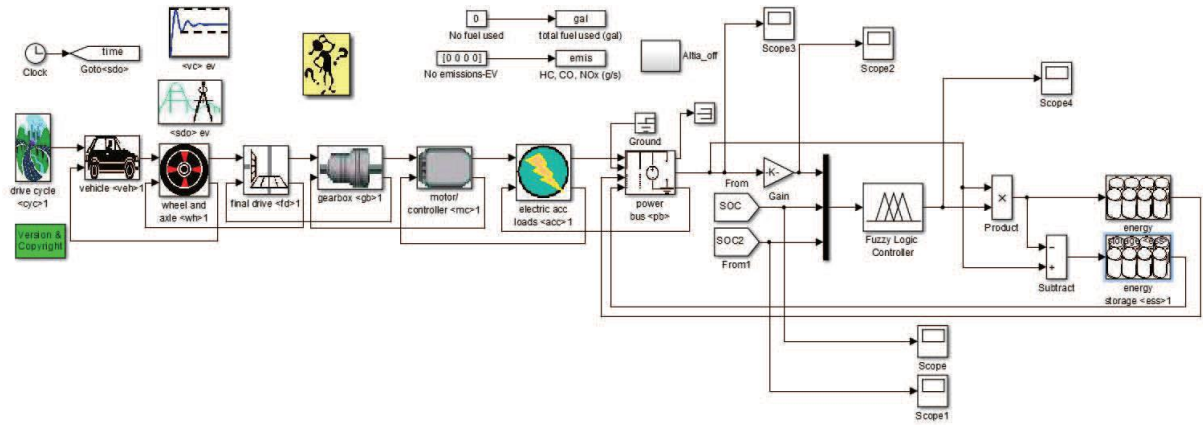 0
No fuel used
gal
total fuel used (gal)
[0 0 0 0]
No emissions-EV
emis
HC, CO, NOx (g/s)
Altia_off
Scope3
Scope2
Scope4
Clock
time
Goto<sdo>
<vc> ev
<sdo> ev
drive cycle
<cyc>1
vehicle <veh>1
wheel and
axle <wh>1
final drive <fd>1
gearbox <gb>1
motor/
controller <mc>1
electric acc
loads <acc>1
Ground
power
bus <pb>
From
-K-
Gain
SOC
SOC2
From1
Fuzzy Logic
Controller
×
Product
−
+
Subtract
energy
storage <ess>
energy
storage <ess>1
Version &
Copyright
Scope
Scope1